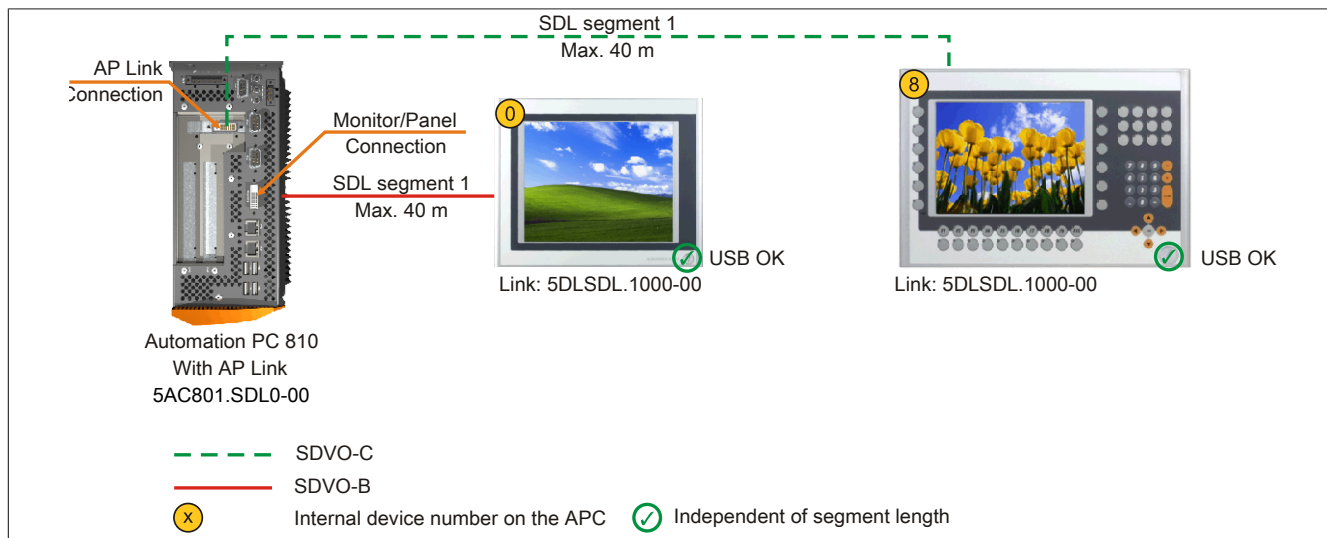 SDL segment 1
Max. 40 m
AP Link
Connection
8
0
Monitor/Panel
Connection
SDL segment 1
Max. 40 m
USB OK
USB OK
Link: 5DLSDL.1000-00
Link: 5DLSDL.1000-00
Automation PC 810
With AP Link
5AC801.SDL0-00
SDVO-C
SDVO-B
x
Internal device number on the APC
Independent of segment length